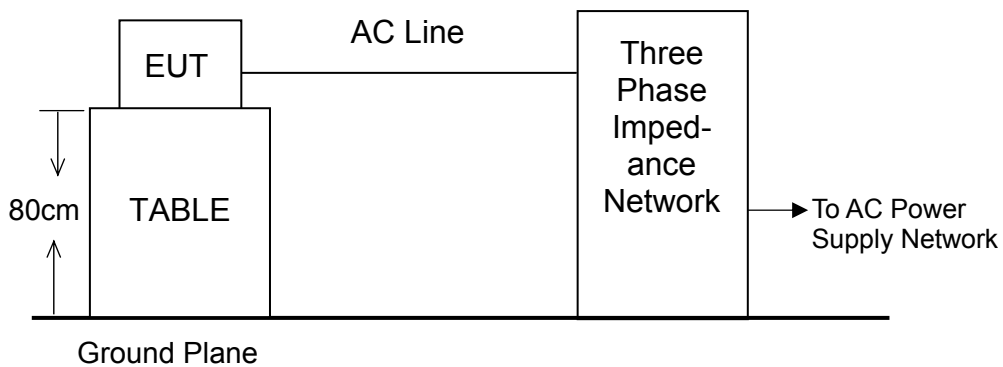 AC Line
EUT
Three
Phase
Imped-
ance
Network
80cm
TABLE
To AC Power
Supply Network
Ground Plane